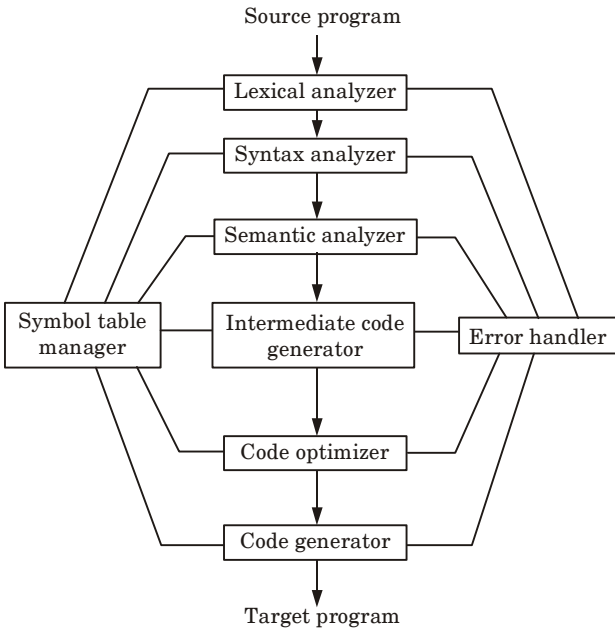 Source program
Lexical analyzer
Syntax analyzer
Semantic analyzer
Symbol table
manager
Intermediate code
generator
Error handler
Code optimizer
Code generator
Target program